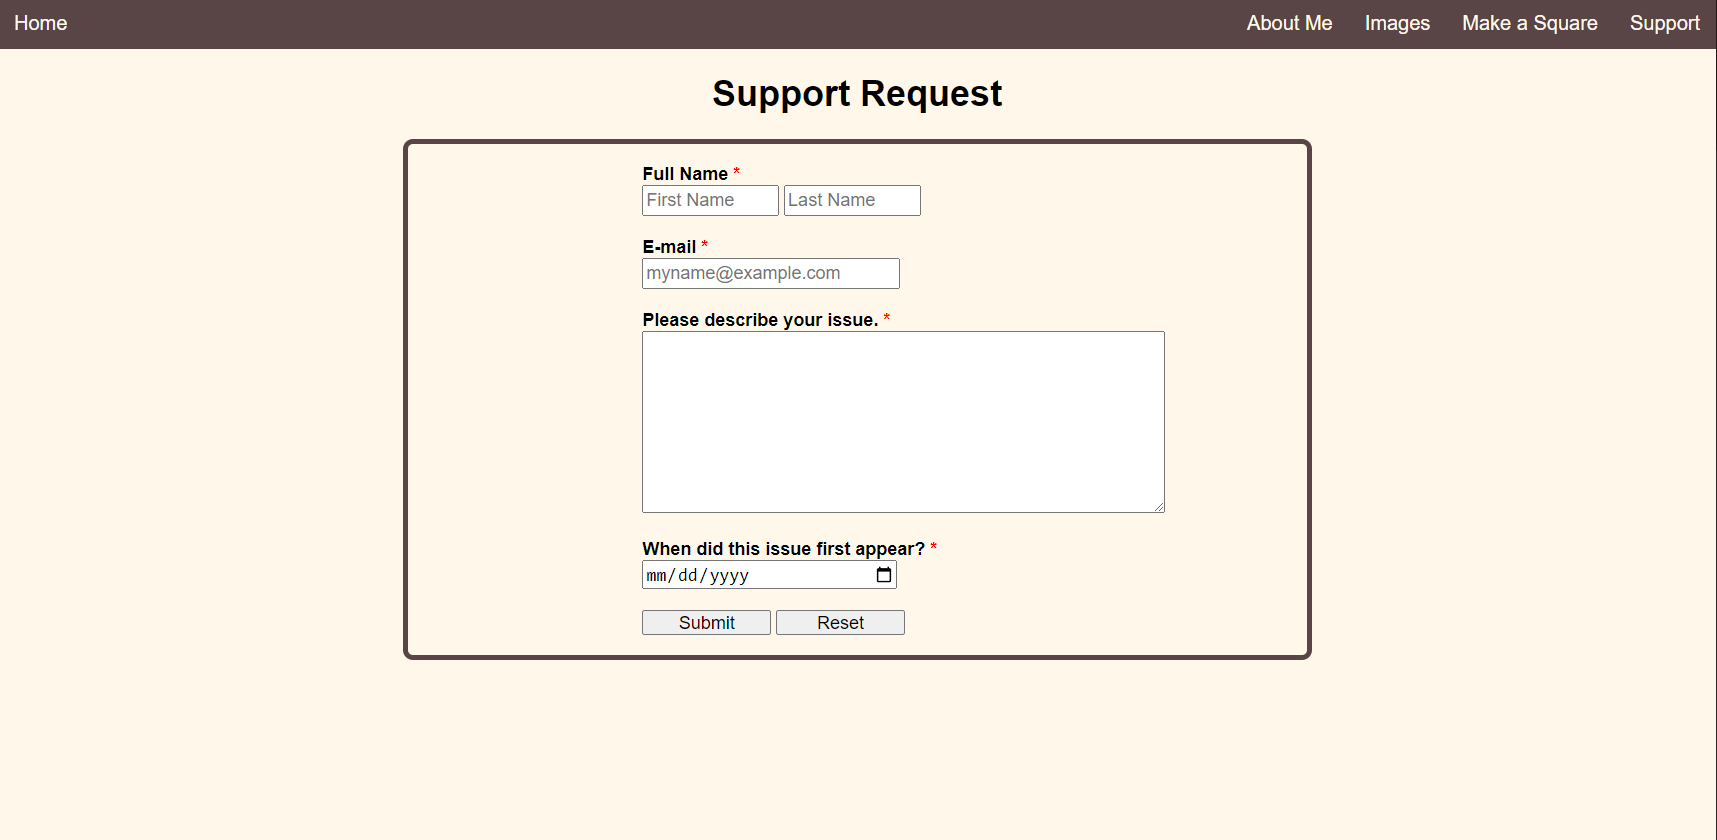 Home About Me Images Make a Square Support
Support Request
Full Name *
First Name Last Name
E-mail *
myname@example.com
Please describe your issue. *
When did this issue first appear? *
mm/dd/yyyy
Submit Reset